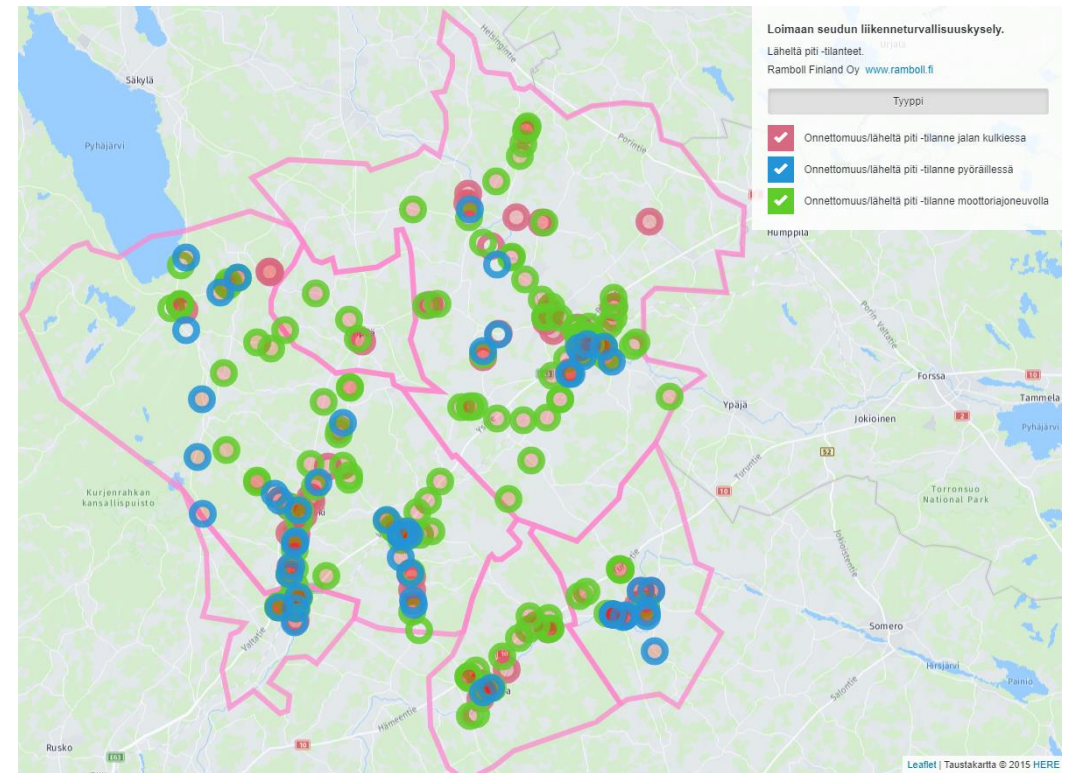 Loimaan seudun liikenneturvallisuuskysely.
Läheltä piti -tilanteet.
Ramboll Finland Oy www.ramboll.fi
Tyyppi
Onnettomuus/läheltä piti -tilanne jalan kulkiessa
Onnettomuus/läheltä piti -tilanne pyöräillessä
Onnettomuus/läheltä piti -tilanne moottoriajoneuvolla
Urjala
Helsingintie
Säkylä
Pyhäjärvi
Porintie
Humppila
Porin Valtatie
Forssa
10
Tammela
Ypäjä
Jokioinen
2
Pyhäjärvi
52
Turuntie
10
Kurjenrahkan
kansallispuisto
Torronsuo
National Park
Jokioistentie
Somero
Hirsjärvi
Painio
Salontie
Valtatie
Hämeentie
10
Rusko
E63
Leaflet | Taustakartta © 2015 HERE